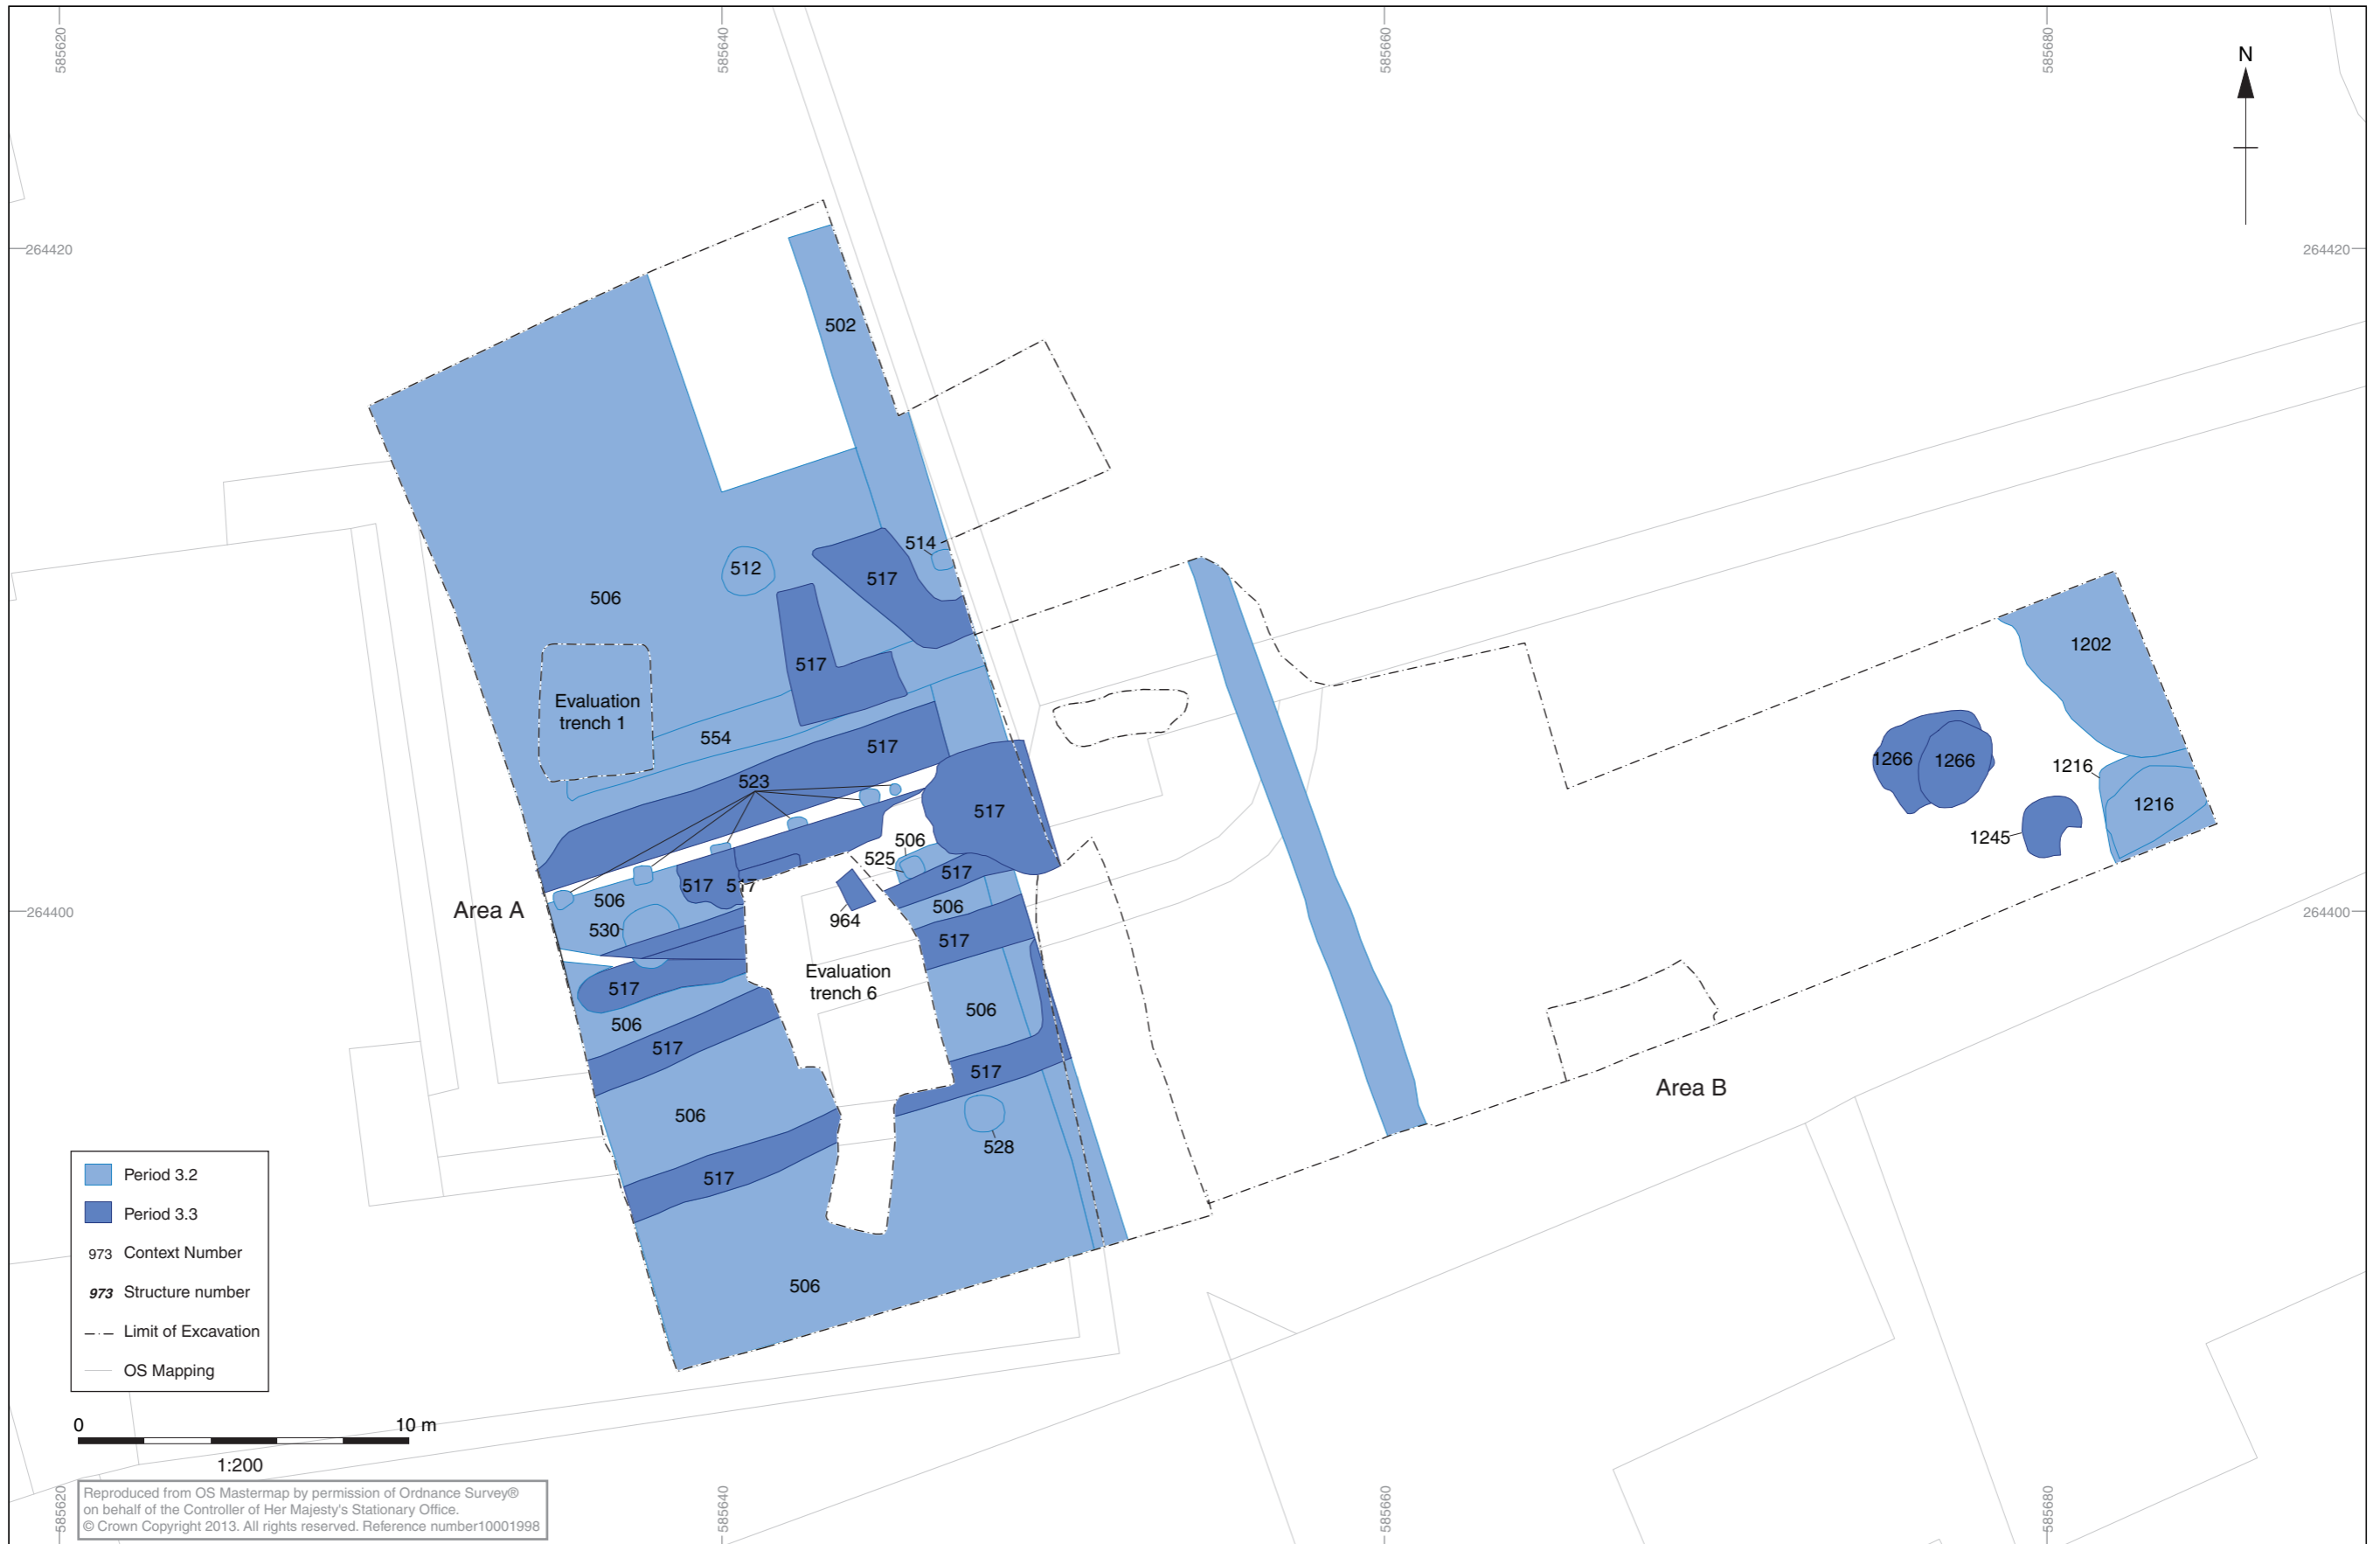 585620
585640
585660
585680
N
264420
264420
502
514
512
517
506
517
1202
Evaluation
trench 1
554
517
1266
1266
1216
523
517
1216
506
1245
525
517
517
517
506
506
964
Area A
264400
264400
530
517
Evaluation
trench 6
517
506
506
517
517
Area B
506
528
517
506
Period 3.2
Period 3.3
973 Context Number
973 Structure number
Limit of Excavation
OS Mapping
0 10 m
1:200
Reproduced from OS Mastermap by permission of Ordnance Survey®
on behalf of the Controller of Her Majesty's Stationary Office.
© Crown Copyright 2013. All rights reserved. Reference number10001998
585620
585640
585660
585680